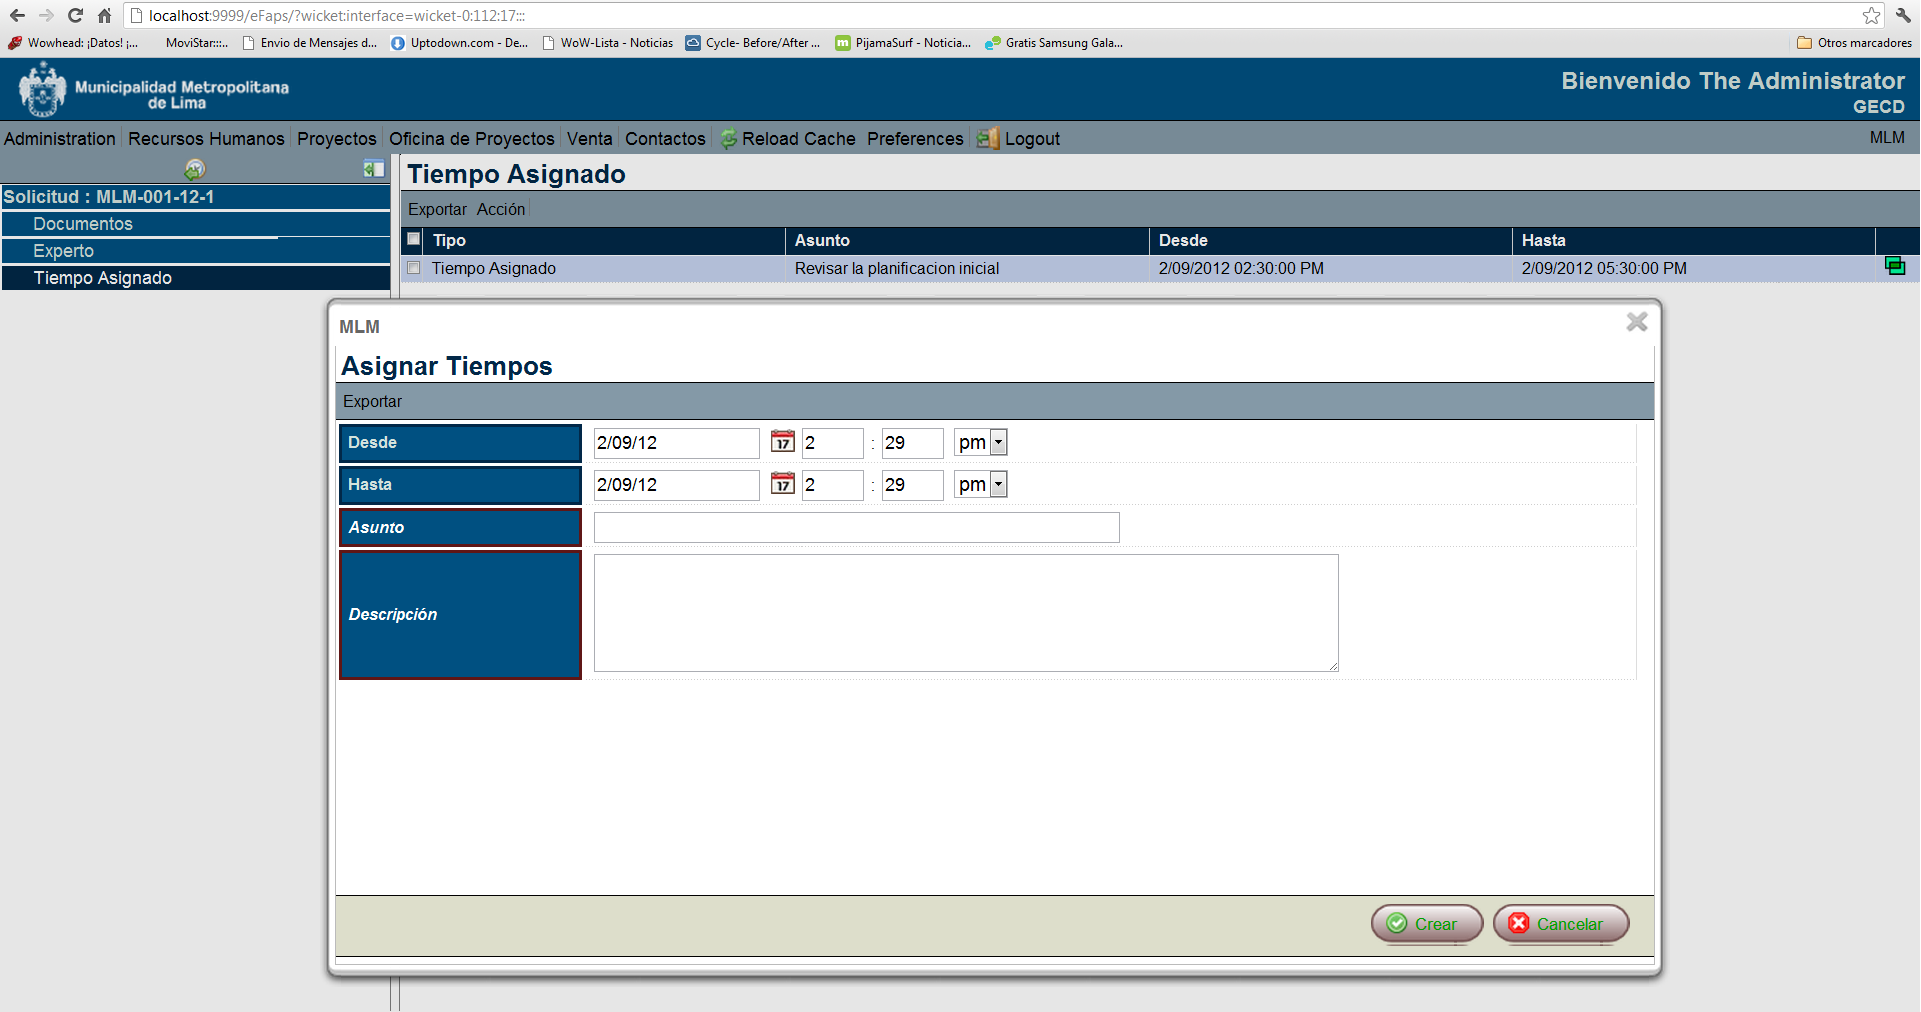 localhost:9999/eFaps/?wicket:interface=wicket-0:112:17:::
Wowhead: ¡Datos! ¡... MoviStar:::.. Envio de Mensajes d... Uptodown.com - De... WoW-Lista - Noticias Cycle- Before/After ... PijamaSurf - Noticia... Gratis Samsung Gala... Otros marcadores
Municipalidad Metropolitana
de Lima
Bienvenido The Administrator
GECD
Administration Recursos Humanos Proyectos Oficina de Proyectos Venta Contactos Reload Cache Preferences Logout MLM
Solicitud : MLM-001-12-1
Documentos
Experto
Tiempo Asignado
Tiempo Asignado
Exportar Acción
Tipo Asunto Desde Hasta
Tiempo Asignado Revisar la planificacion inicial 2/09/2012 02:30:00 PM 2/09/2012 05:30:00 PM
MLM
Asignar Tiempos
Exportar
Desde 2/09/12 17 2 : 29 pm
Hasta 2/09/12 17 2 : 29 pm
Asunto
Descripción
Crear Cancelar